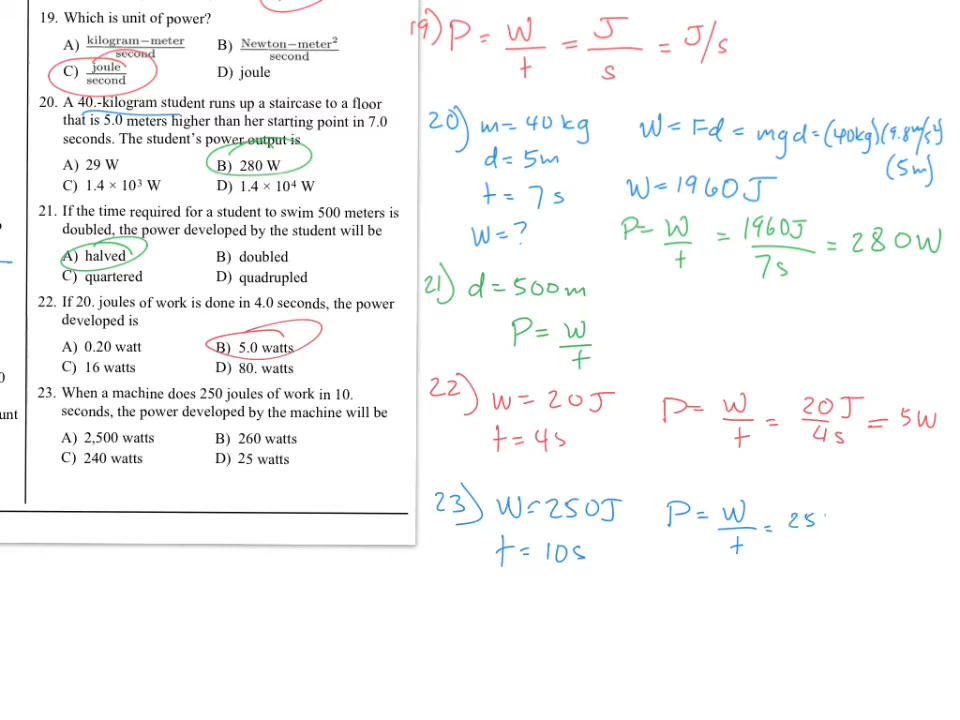 19. Which is unit of power?
A) kilogram−meter / second B) Newton−meter² / second
C) joule / second D) joule
20. A 40.-kilogram student runs up a staircase to a floor
that is 5.0 meters higher than her starting point in 7.0
seconds. The student's power output is
A) 29 W B) 280 W
C) 1.4 × 10³ W D) 1.4 × 10⁴ W
21. If the time required for a student to swim 500 meters is
doubled, the power developed by the student will be
A) halved B) doubled
C) quartered D) quadrupled
22. If 20. joules of work is done in 4.0 seconds, the power
developed is
A) 0.20 watt B) 5.0 watts
C) 16 watts D) 80. watts
23. When a machine does 250 joules of work in 10.
seconds, the power developed by the machine will be
A) 2,500 watts B) 260 watts
C) 240 watts D) 25 watts
unt
0
19) P = W/t = J/s = J/s
20) m = 40 kg W = Fd = mgd = (40kg)(9.8m/s²)
d = 5m (5m)
t = 7s W = 1960J
W = ? P = W/t = 1960J/7s = 280W
21) d = 500m
P = W/t
22) W = 20J P = W/t = 20J/4s = 5W
t = 4s
23) W = 250J P = W/t = 25
t = 10s